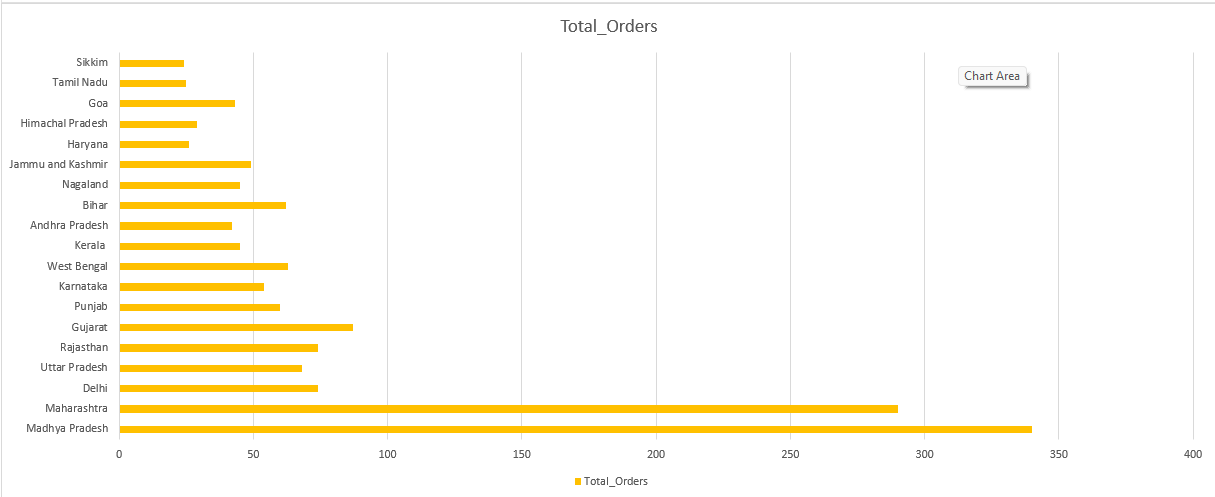 Total_Orders
Chart Area
Sikkim
Tamil Nadu
Goa
Himachal Pradesh
Haryana
Jammu and Kashmir
Nagaland
Bihar
Andhra Pradesh
Kerala
West Bengal
Karnataka
Punjab
Gujarat
Rajasthan
Uttar Pradesh
Delhi
Maharashtra
Madhya Pradesh
0 50 100 150 200 250 300 350 400
Total_Orders